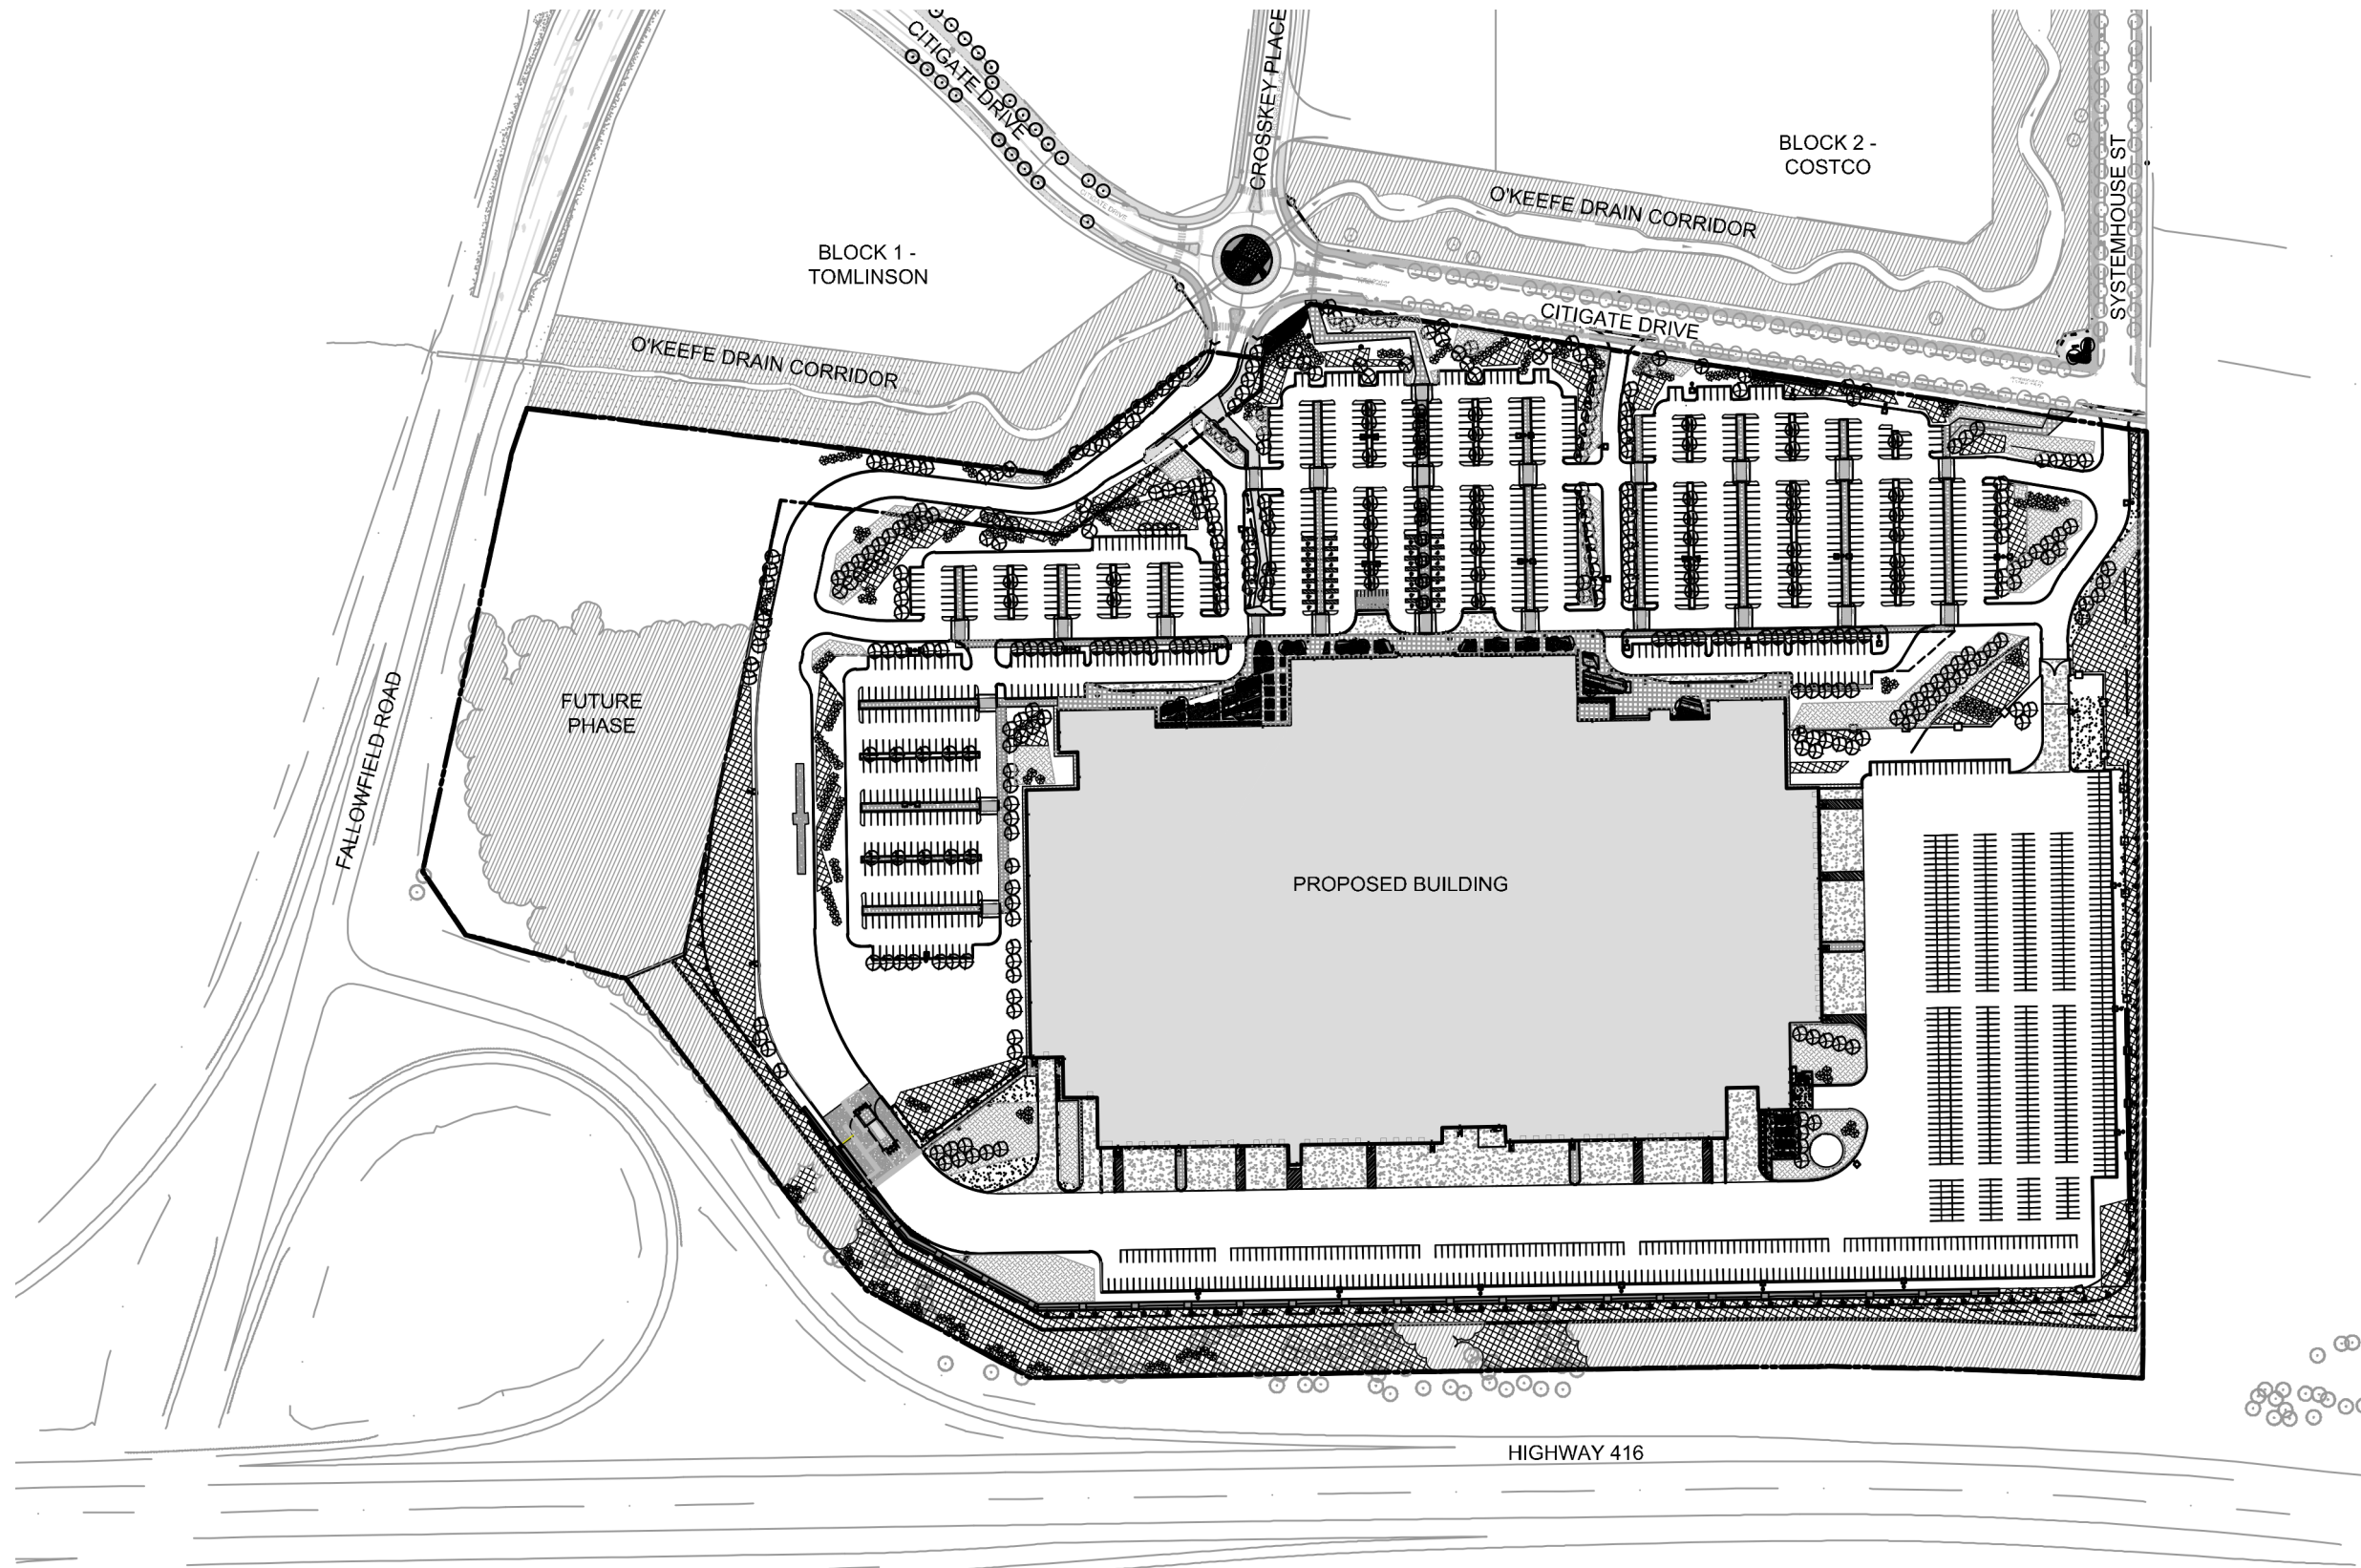 CITIGATE DRIVE
CROSSKEY PLACE
BLOCK 2 -
COSTCO
SYSTEMHOUSE ST
O'KEEFE DRAIN CORRIDOR
BLOCK 1 -
TOMLINSON
CITIGATE DRIVE
O'KEEFE DRAIN CORRIDOR
FALLOWFIELD ROAD
FUTURE
PHASE
PROPOSED BUILDING
HIGHWAY 416